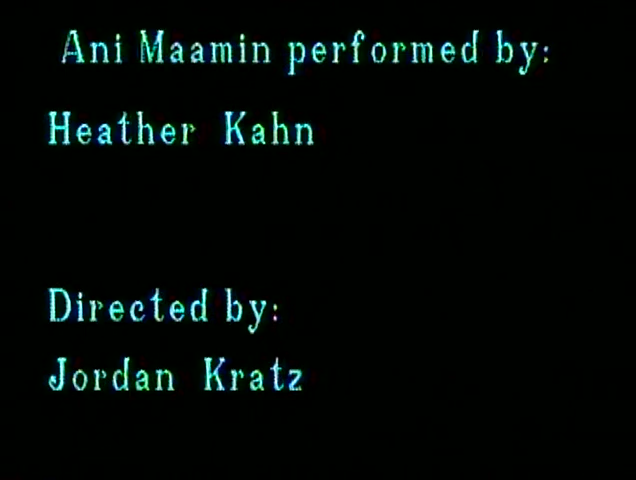 Ani Maamin performed by:
Heather Kahn
Directed by:
Jordan Kratz